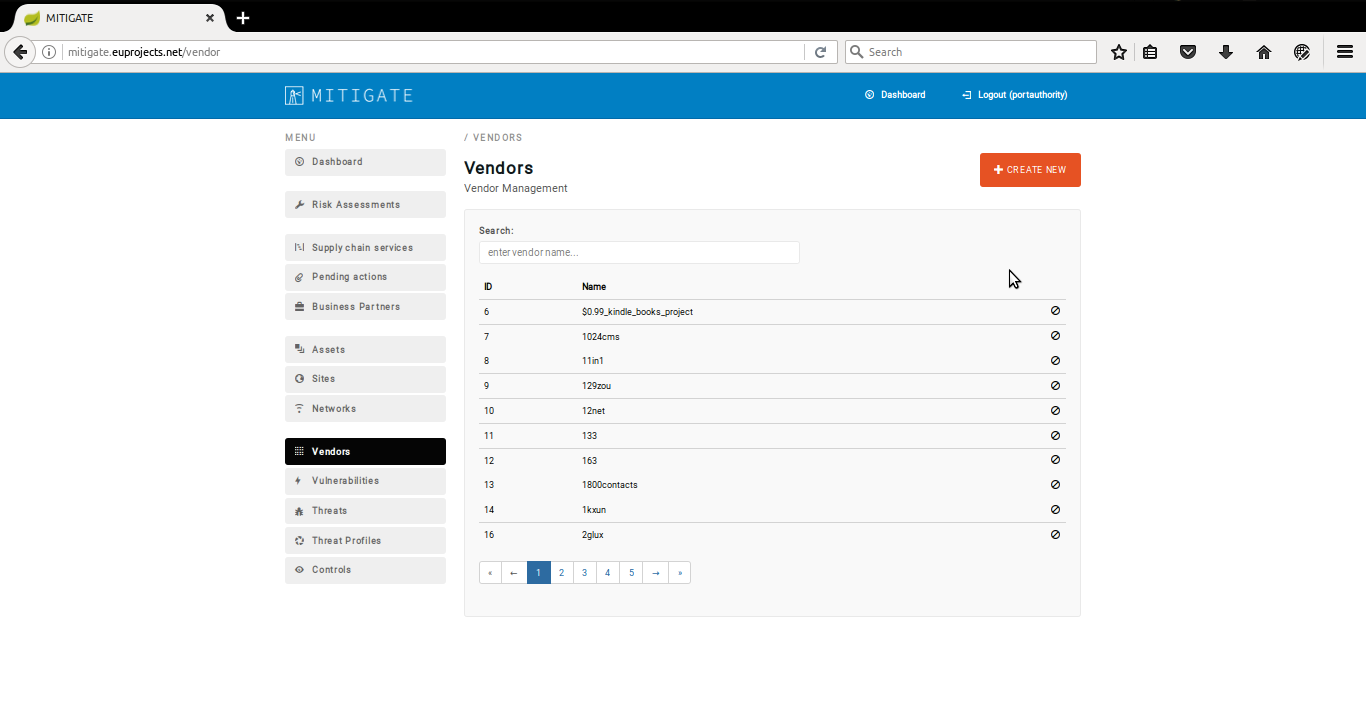 MITIGATE
mitigate.euprojects.net/vendor
Search
MITIGATE
Dashboard
Logout (portauthority)
MENU
Dashboard
Risk Assessments
Supply chain services
Pending actions
Business Partners
Assets
Sites
Networks
Vendors
Vulnerabilities
Threats
Threat Profiles
Controls
/ VENDORS
Vendors
Vendor Management
CREATE NEW
Search:
enter vendor name...
ID Name
6 $0.99_kindle_books_project
7 1024cms
8 11in1
9 129zou
10 12net
11 133
12 163
13 1800contacts
14 1kxun
16 2glux
« ← 1 2 3 4 5 → »